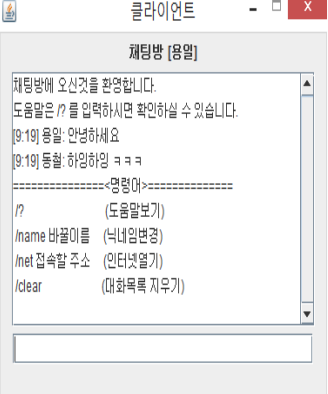 클라이언트
채팅방 [용일]
채팅방에 오신것을 환영합니다.
도움말은 /? 를 입력하시면 확인하실 수 있습니다.
[9:19] 용일: 안녕하세요
[9:19] 동철: 하잉하잉 ㅋㅋㅋ
===============<명령어>==============
/? (도움말보기)
/name 바꿀이름 (닉네임변경)
/net 접속할 주소 (인터넷열기)
/clear (대화목록 지우기)